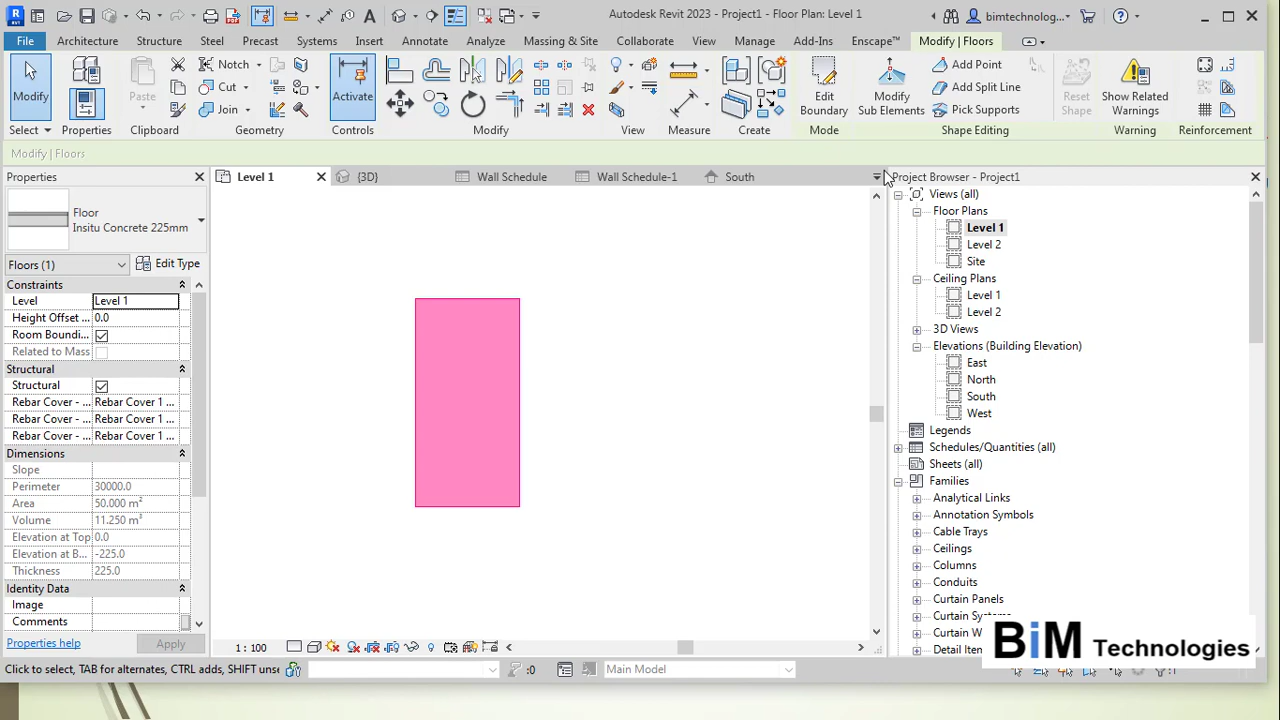 Autodesk Revit 2023 - Project1 - Floor Plan: Level 1
bimtechnolog...
File Architecture Structure Steel Precast Systems Insert Annotate Analyze Massing & Site Collaborate View Manage Add-Ins Enscape™ Modify | Floors
Modify
Paste
Notch
Cut
Join
Activate
Edit Boundary
Modify Sub Elements
Add Point
Add Split Line
Pick Supports
Reset Shape
Show Related Warnings
Select Properties Clipboard Geometry Controls Modify View Measure Create Mode Shape Editing Warning Reinforcement
Modify | Floors
Properties
Floor
Insitu Concrete 225mm
Floors (1) Edit Type
Constraints
Level Level 1
Height Offset ... 0.0
Room Boundi...
Related to Mass
Structural
Structural
Rebar Cover - ... Rebar Cover 1 ...
Rebar Cover - ... Rebar Cover 1 ...
Rebar Cover - ... Rebar Cover 1 ...
Dimensions
Slope
Perimeter 30000.0
Area 50.000 m²
Volume 11.250 m³
Elevation at Top 0.0
Elevation at B... -225.0
Thickness 225.0
Identity Data
Image
Comments
Properties help Apply
Level 1 {3D} Wall Schedule Wall Schedule-1 South
Project Browser - Project1
Views (all)
Floor Plans
Level 1
Level 2
Site
Ceiling Plans
Level 1
Level 2
3D Views
Elevations (Building Elevation)
East
North
South
West
Legends
Schedules/Quantities (all)
Sheets (all)
Families
Analytical Links
Annotation Symbols
Cable Trays
Ceilings
Columns
Conduits
Curtain Panels
Curtain Systems
Curtain W
Detail Iten
BiM Technologies
1 : 100
Click to select, TAB for alternates, CTRL adds, SHIFT unse :0 Main Model :1